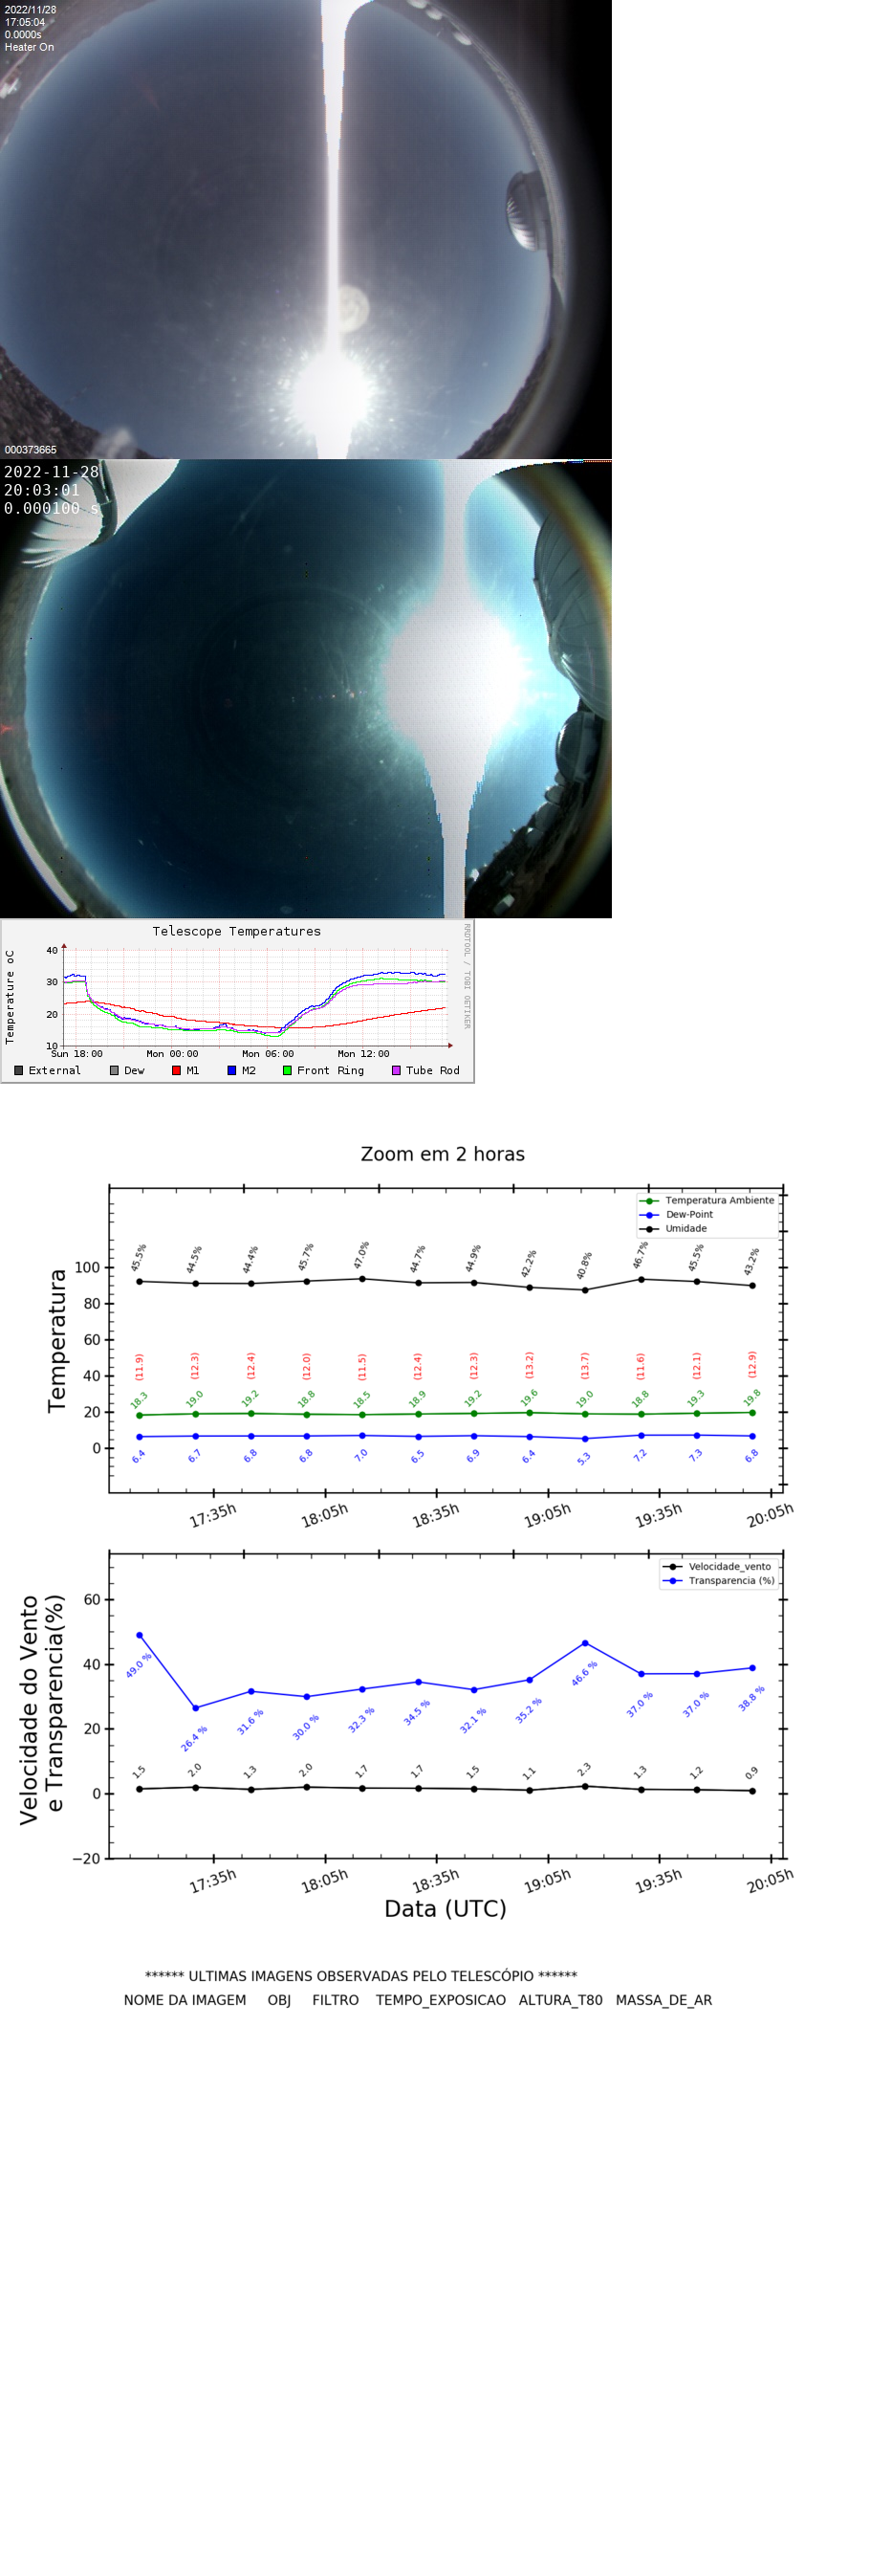 2022/11/28
17:05:04
0.0000s
Heater On
000373665
2022-11-28
20:03:01
0.000100 s
Telescope Temperatures
RRDTOOL / TOBI OETIKER
Temperature oC
40
30
20
10
Sun 18:00 Mon 00:00 Mon 06:00 Mon 12:00
External Dew M1 M2 Front Ring Tube Rod
Zoom em 2 horas
Temperatura Ambiente
Dew-Point
Umidade
Temperatura
100
80
60
40
20
0
45.5% 44.5% 44.4% 45.7% 47.0% 44.7% 44.9% 42.2% 40.8% 46.7% 45.5% 43.2%
(11.9) (12.3) (12.4) (12.0) (11.5) (12.4) (12.3) (13.2) (13.7) (11.6) (12.1) (12.9)
18.3 19.0 19.2 18.8 18.5 18.9 19.2 19.6 19.0 18.8 19.3 19.8
6.4 6.7 6.8 6.8 7.0 6.5 6.9 6.4 5.3 7.2 7.3 6.8
17:35h 18:05h 18:35h 19:05h 19:35h 20:05h
Velocidade_vento
Transparencia (%)
Velocidade do Vento
e Transparencia(%)
60
40
20
0
−20
49.0 % 26.4 % 31.6 % 30.0 % 32.3 % 34.5 % 32.1 % 35.2 % 46.6 % 37.0 % 37.0 % 38.8 %
1.5 2.0 1.3 2.0 1.7 1.7 1.5 1.1 2.3 1.3 1.2 0.9
17:35h 18:05h 18:35h 19:05h 19:35h 20:05h
Data (UTC)
****** ULTIMAS IMAGENS OBSERVADAS PELO TELESCÓPIO ******
NOME DA IMAGEM OBJ FILTRO TEMPO_EXPOSICAO ALTURA_T80 MASSA_DE_AR